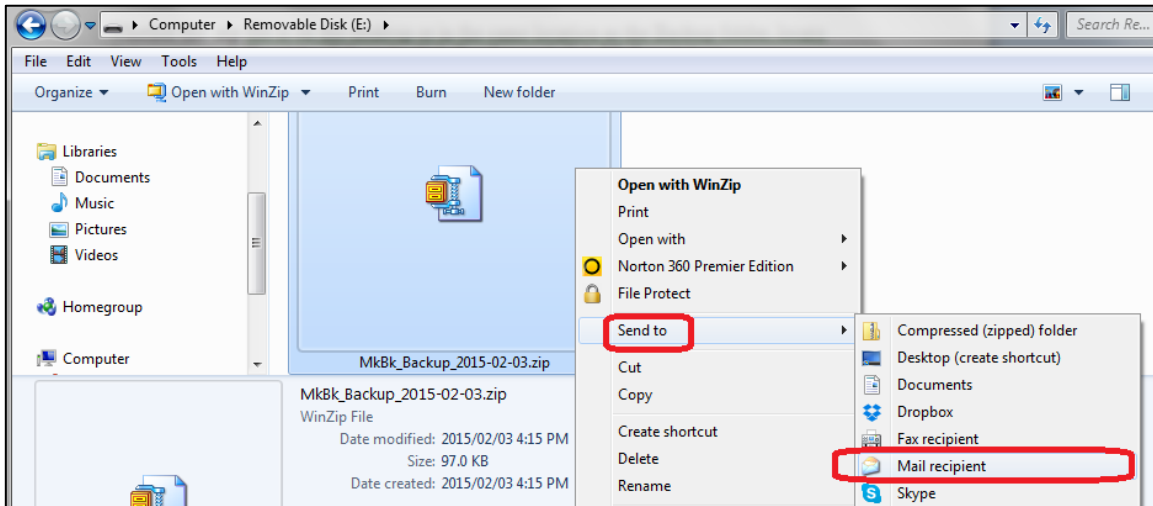 Computer ▸ Removable Disk (E:) ▸
Search Re...
File Edit View Tools Help
Organize Open with WinZip Print Burn New folder
Libraries
Documents
Music
Pictures
Videos
Homegroup
Computer
MkBk_Backup_2015-02-03.zip
MkBk_Backup_2015-02-03.zip
WinZip File
Date modified: 2015/02/03 4:15 PM
Size: 97.0 KB
Date created: 2015/02/03 4:15 PM
Open with WinZip
Print
Open with
Norton 360 Premier Edition
File Protect
Send to
Cut
Copy
Create shortcut
Delete
Rename
Compressed (zipped) folder
Desktop (create shortcut)
Documents
Dropbox
Fax recipient
Mail recipient
Skype